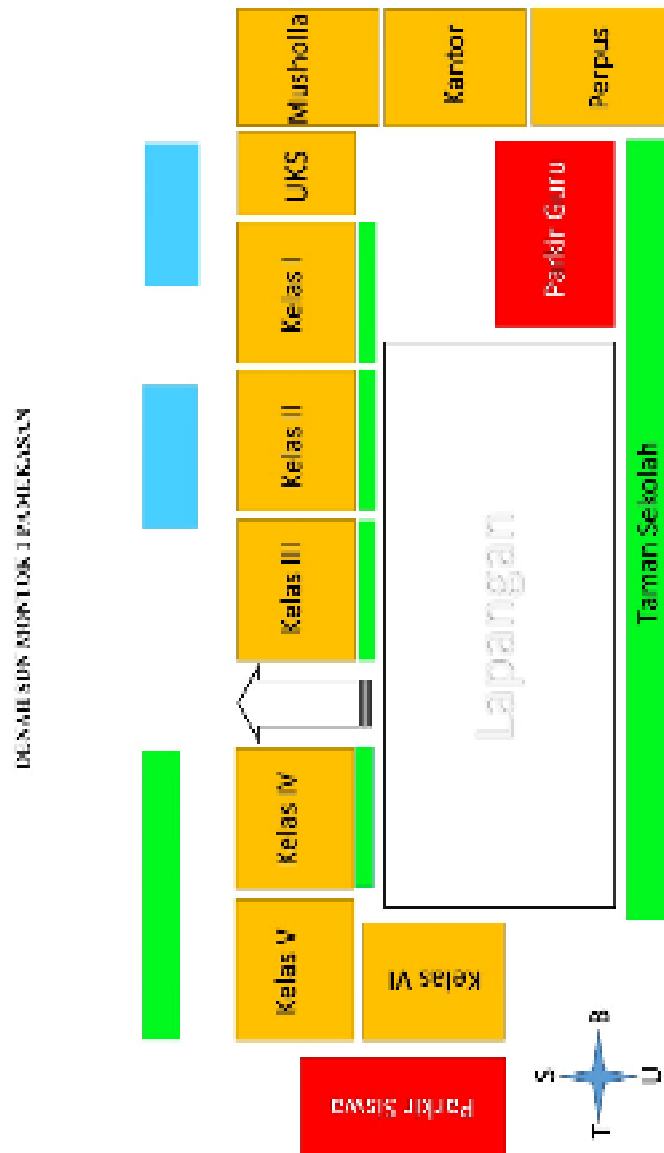 Musholla
Kantor
Perpus
UKS
Kelas I
Parkir Guru
Kelas II
Kelas III
Lapangan
Taman Sekolah
Kelas IV
Kelas V
Kelas VI
Parkir Siswa
S
T
B
U